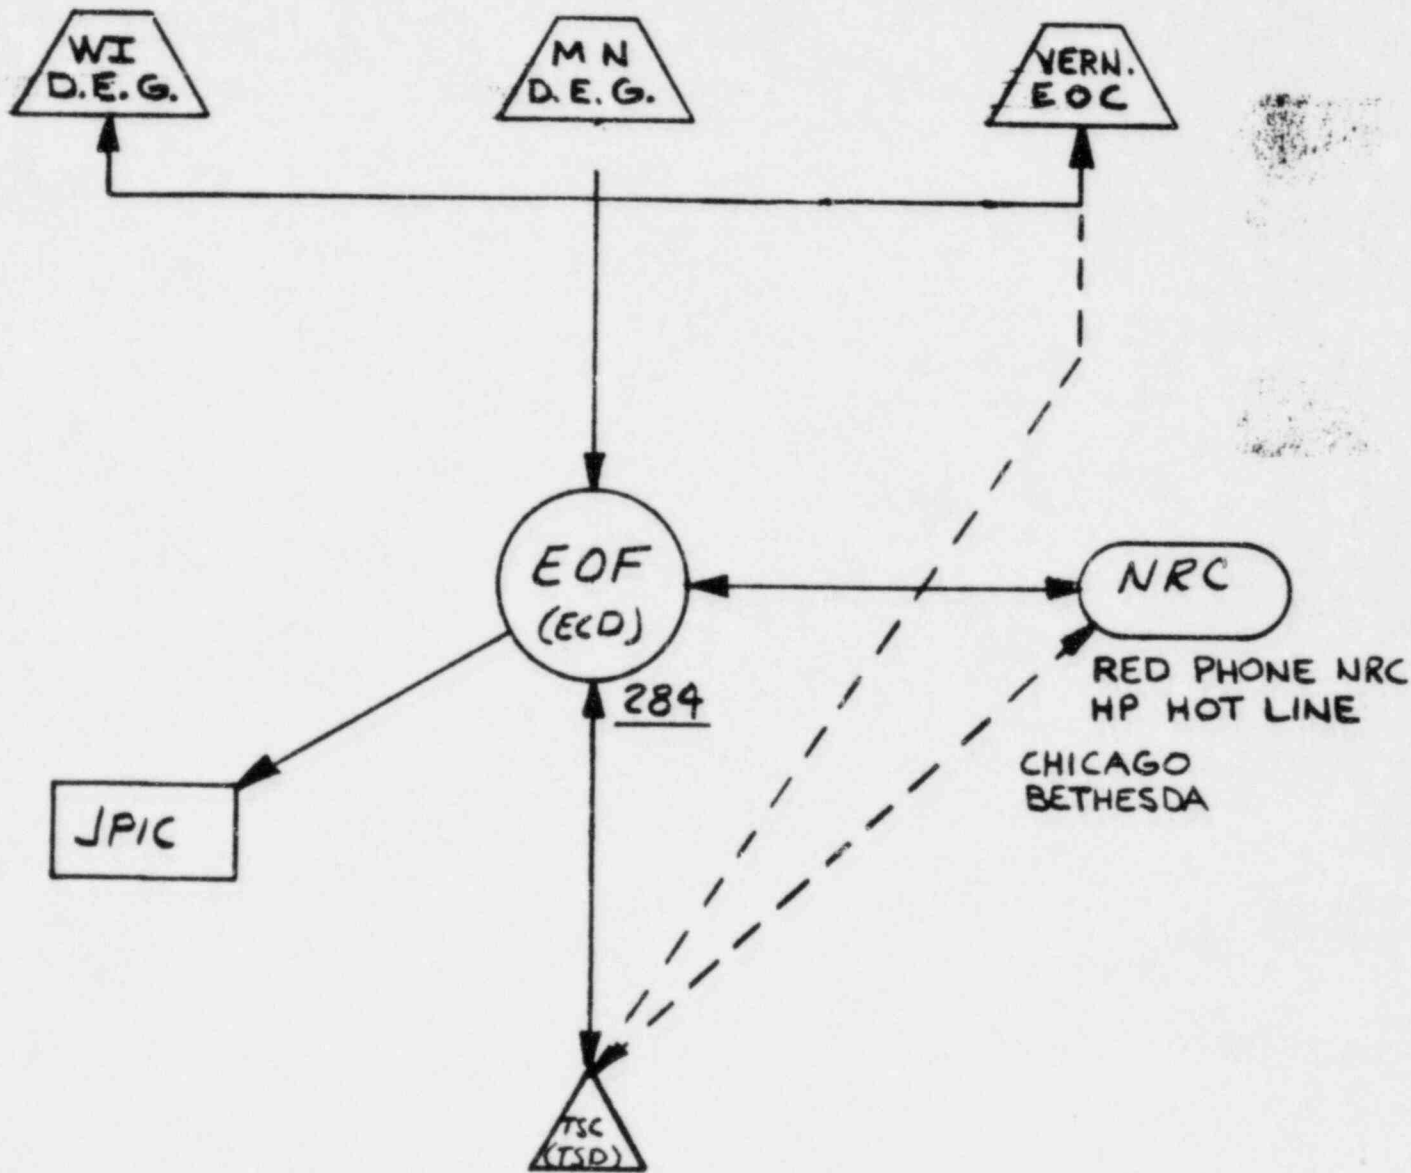 WI
D.E.G.
MN
D.E.G.
VERN.
EOC
EOF
(ECD)
284
NRC
RED PHONE NRC
HP HOT LINE
CHICAGO
BETHESDA
JPIC
TSC
(TSD)